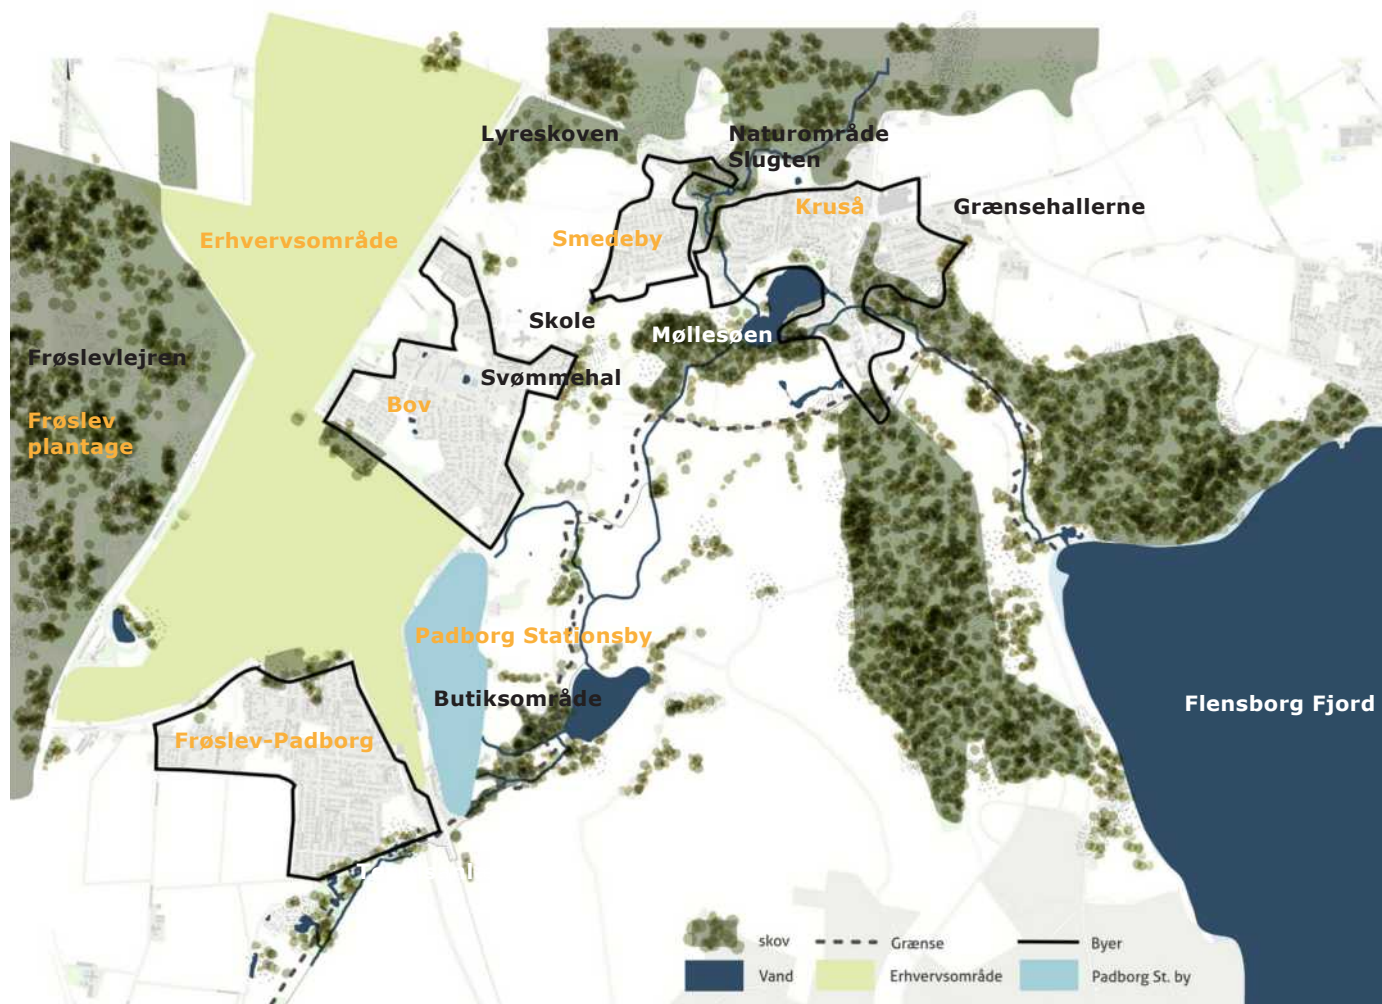 Lyreskoven
Naturområde
Slugten
Kruså
Grænsehallerne
Erhvervsområde
Smedeby
Skole
Møllesøen
Frøslevlejren
Svømmehal
Bov
Frøslev
plantage
Padborg Stationsby
Butiksområde
Flensborg Fjord
Frøslev-Padborg
skov
Grænse
Byer
Vand
Erhvervsområde
Padborg St. by